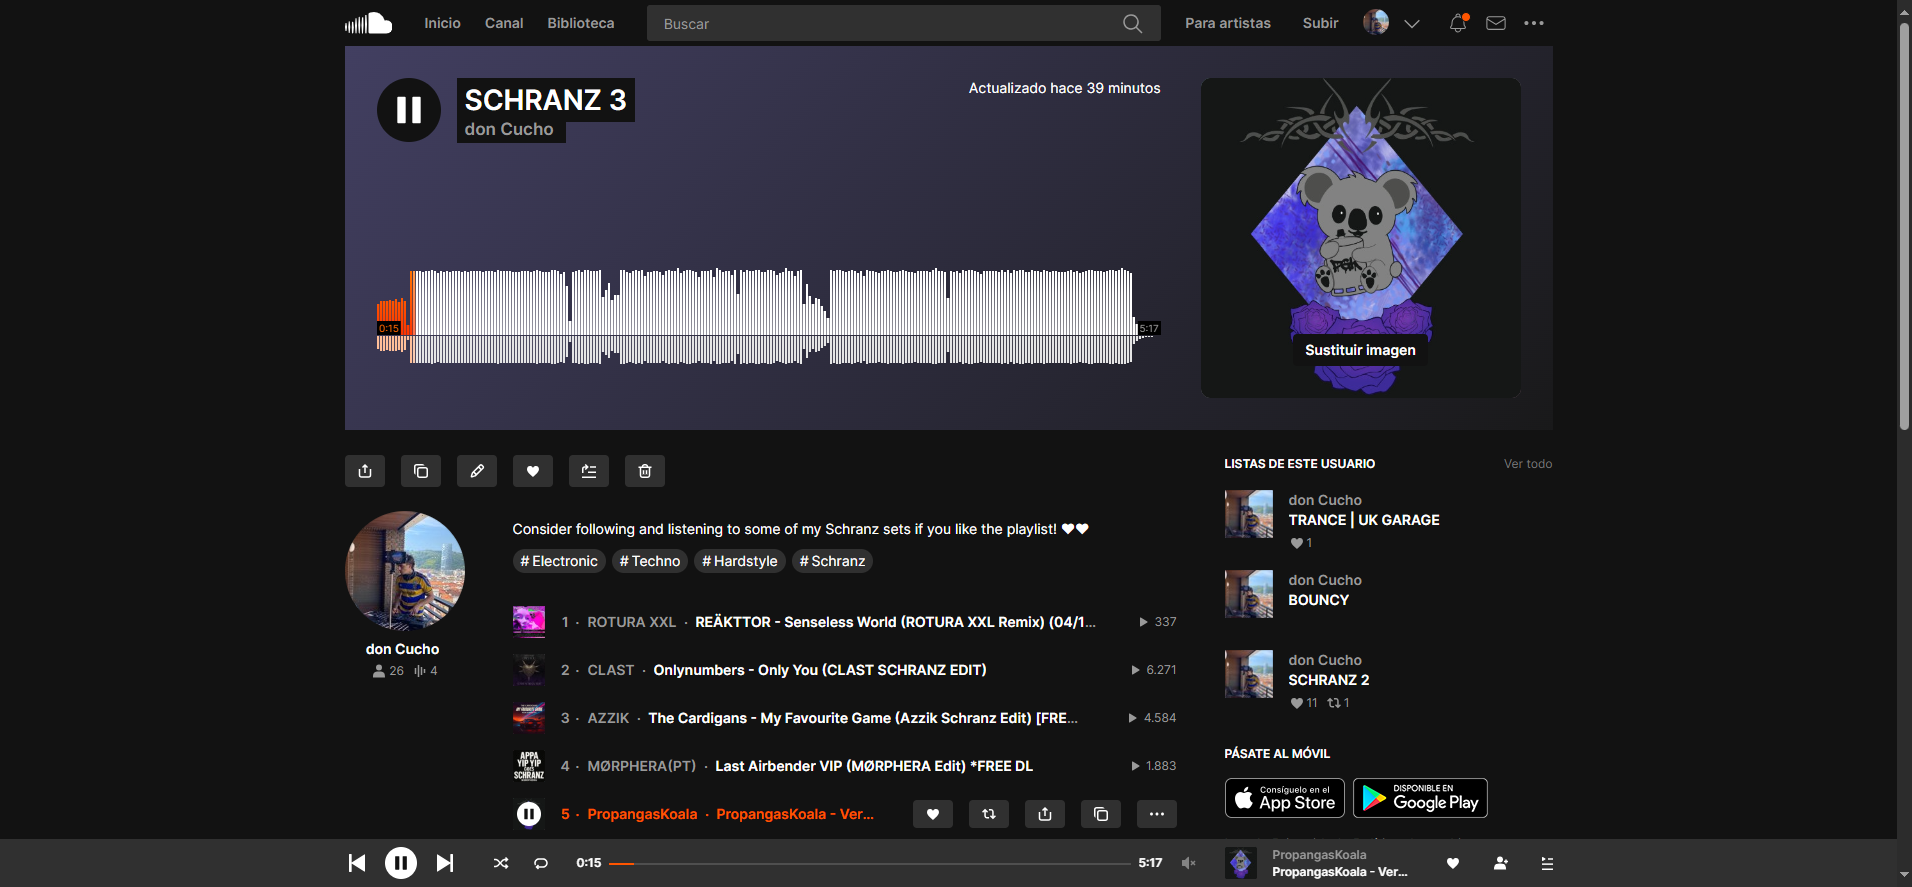 Inicio
Canal
Biblioteca
Buscar
Para artistas
Subir
SCHRANZ 3
don Cucho
Actualizado hace 39 minutos
0:15
5:17
Sustituir imagen
Consider following and listening to some of my Schranz sets if you like the playlist! ♥♥
# Electronic
# Techno
# Hardstyle
# Schranz
don Cucho
26
4
1 · ROTURA XXL · REÄKTTOR - Senseless World (ROTURA XXL Remix) (04/1...
337
2 · CLAST · Onlynumbers - Only You (CLAST SCHRANZ EDIT)
6.271
3 · AZZIK · The Cardigans - My Favourite Game (Azzik Schranz Edit) [FRE...
4.584
APPA
YIP YIP
SCHRANZ
4 · MØRPHERA(PT) · Last Airbender VIP (MØRPHERA Edit) *FREE DL
1.883
5 · PropangasKoala · PropangasKoala - Ver...
LISTAS DE ESTE USUARIO
Ver todo
don Cucho
TRANCE | UK GARAGE
1
don Cucho
BOUNCY
don Cucho
SCHRANZ 2
11
1
PÁSATE AL MÓVIL
Consíguelo en el
App Store
DISPONIBLE EN
Google Play
0:15
5:17
PropangasKoala
PropangasKoala - Ver...